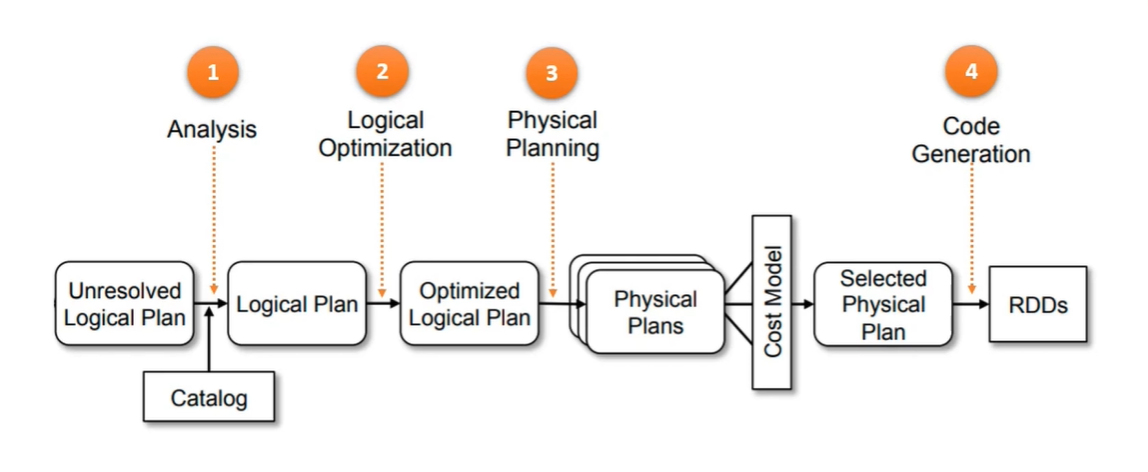 1
Analysis
2
Logical
Optimization
3
Physical
Planning
4
Code
Generation
Unresolved
Logical Plan
Logical Plan
Optimized
Logical Plan
Physical
Plans
Cost Model
Selected
Physical
Plan
RDDs
Catalog